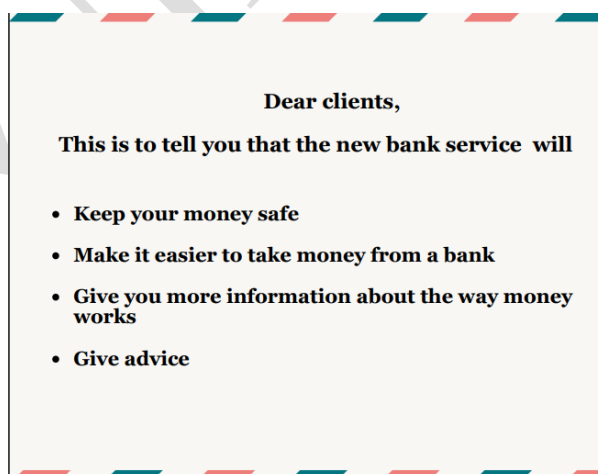 Dear clients,
This is to tell you that the new bank service will
• Keep your money safe
• Make it easier to take money from a bank
• Give you more information about the way money
works
• Give advice